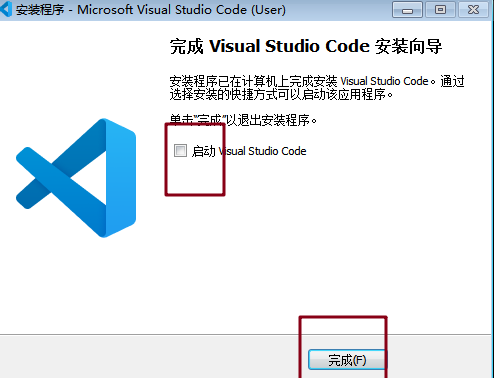 安装程序 - Microsoft Visual Studio Code (User)
完成 Visual Studio Code 安装向导
安装程序已在计算机上完成安装 Visual Studio Code。通过
选择安装的快捷方式可以启动该应用程序。
单击“完成”以退出安装程序。
启动 Visual Studio Code
完成(F)